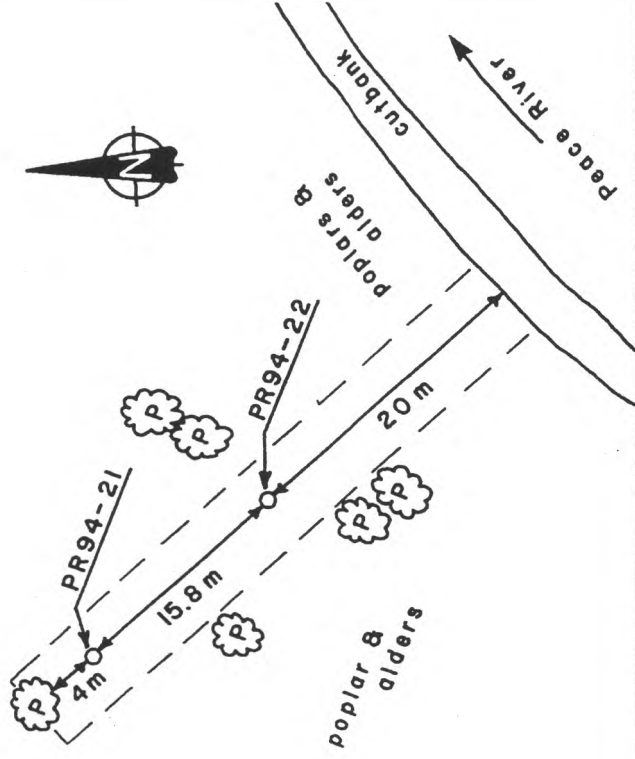 cutbank
Peace River
N
poplars &
alders
PR94-22
P
P
20 m
PR94-21
15.8 m
P
P
P
4 m
P
poplar &
alders